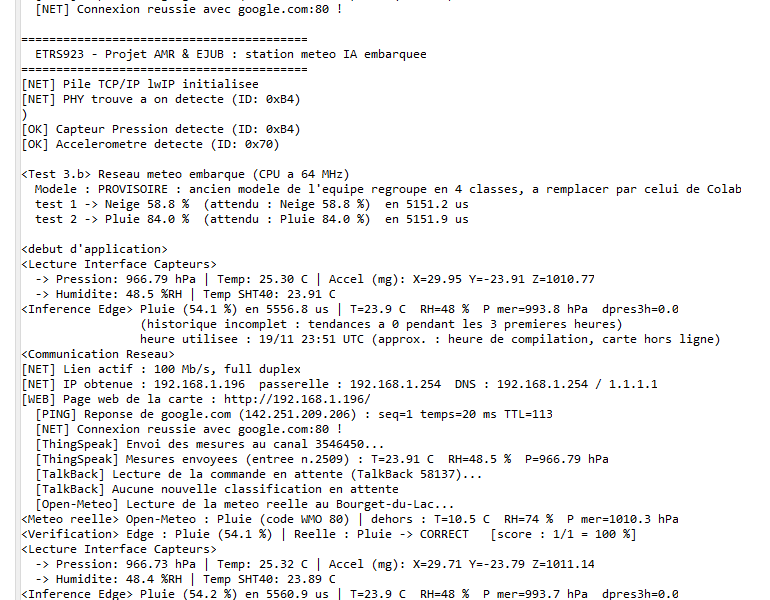 [NET] Connexion reussie avec google.com:80 !
=========================================
ETRS923 - Projet AMR & EJUB : station meteo IA embarquee
=========================================
[NET] Pile TCP/IP lwIP initialisee
[NET] PHY trouve a on detecte (ID: 0xB4)
)
[OK] Capteur Pression detecte (ID: 0xB4)
[OK] Accelerometre detecte (ID: 0x70)
<Test 3.b> Reseau meteo embarque (CPU a 64 MHz)
Modele : PROVISOIRE : ancien modele de l'equipe regroupe en 4 classes, a remplacer par celui de Colab
test 1 -> Neige 58.8 %  (attendu : Neige 58.8 %)  en 5151.2 us
test 2 -> Pluie 84.0 %  (attendu : Pluie 84.0 %)  en 5151.9 us
<debut d'application>
<Lecture Interface Capteurs>
-> Pression: 966.79 hPa | Temp: 25.30 C | Accel (mg): X=29.95 Y=-23.91 Z=1010.77
-> Humidite: 48.5 %RH | Temp SHT40: 23.91 C
<Inference Edge> Pluie (54.1 %) en 5556.8 us | T=23.9 C  RH=48 %  P mer=993.8 hPa  dpres3h=0.0
(historique incomplet : tendances a 0 pendant les 3 premieres heures)
heure utilisee : 19/11 23:51 UTC (approx. : heure de compilation, carte hors ligne)
<Communication Reseau>
[NET] Lien actif : 100 Mb/s, full duplex
[NET] IP obtenue : 192.168.1.196  passerelle : 192.168.1.254  DNS : 192.168.1.254 / 1.1.1.1
[WEB] Page web de la carte : http://192.168.1.196/
[PING] Reponse de google.com (142.251.209.206) : seq=1 temps=20 ms TTL=113
[NET] Connexion reussie avec google.com:80 !
[ThingSpeak] Envoi des mesures au canal 3546450...
[ThingSpeak] Mesures envoyees (entree n.2509) : T=23.91 C  RH=48.5 %  P=966.79 hPa
[TalkBack] Lecture de la commande en attente (TalkBack 58137)...
[TalkBack] Aucune nouvelle classification en attente
[Open-Meteo] Lecture de la meteo reelle au Bourget-du-Lac...
<Meteo reelle> Open-Meteo : Pluie (code WMO 80) | dehors : T=10.5 C  RH=74 %  P mer=1010.3 hPa
<Verification> Edge : Pluie (54.1 %) | Reelle : Pluie -> CORRECT   [score : 1/1 = 100 %]
<Lecture Interface Capteurs>
-> Pression: 966.73 hPa | Temp: 25.32 C | Accel (mg): X=29.71 Y=-23.79 Z=1011.14
-> Humidite: 48.4 %RH | Temp SHT40: 23.89 C
<Inference Edge> Pluie (54.2 %) en 5560.9 us | T=23.9 C  RH=48 %  P mer=993.7 hPa  dpres3h=0.0